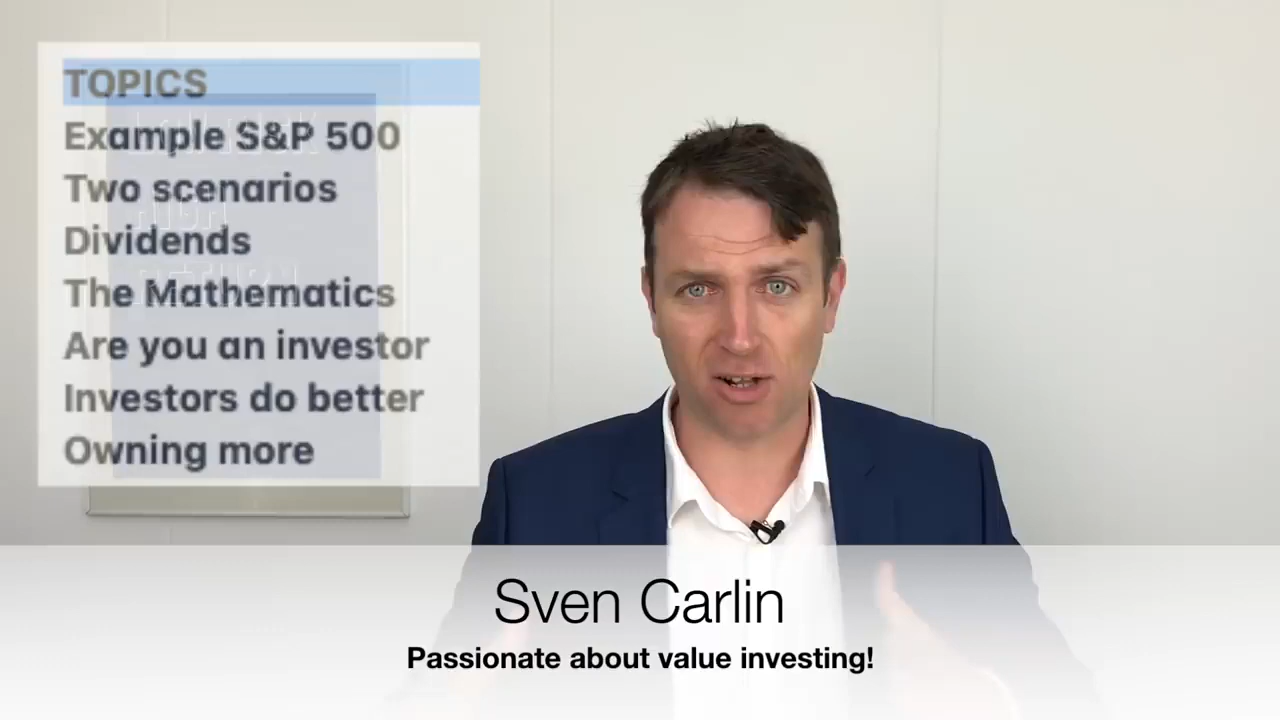 TOPICS
Example S&P 500
Two scenarios
Dividends
The Mathematics
Are you an investor
Investors do better
Owning more
Sven Carlin
Passionate about value investing!